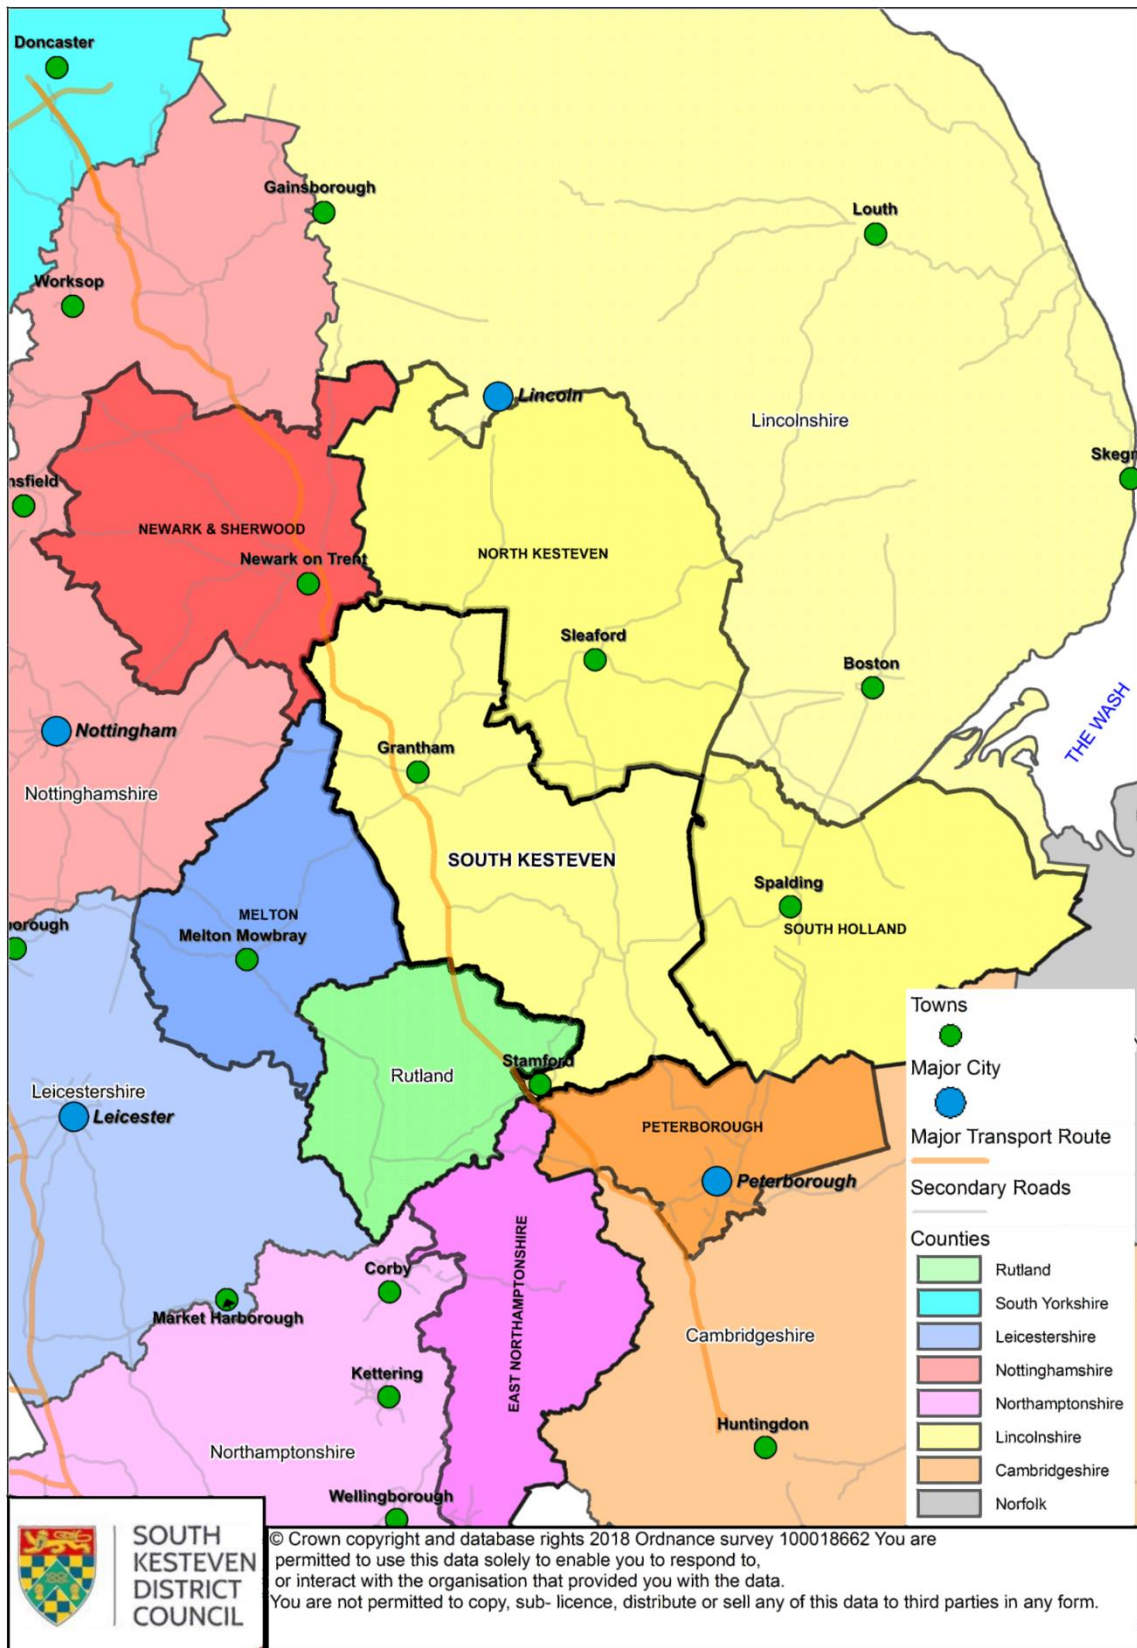 Doncaster
Gainsborough
Louth
Worksop
Lincoln
Lincolnshire
Skegn
nsfield
NEWARK & SHERWOOD
NORTH KESTEVEN
Newark on Trent
Sleaford
Boston
THE WASH
Nottingham
Grantham
Nottinghamshire
SOUTH KESTEVEN
Spalding
MELTON
borough
Melton Mowbray
SOUTH HOLLAND
Stamford
Rutland
Leicestershire
Leicester
PETERBOROUGH
Peterborough
EAST NORTHAMPTONSHIRE
Corby
Market Harborough
Cambridgeshire
Kettering
Huntingdon
Northamptonshire
Wellingborough
Towns
Major City
Major Transport Route
Secondary Roads
Counties
Rutland
South Yorkshire
Leicestershire
Nottinghamshire
Northamptonshire
Lincolnshire
Cambridgeshire
Norfolk
SOUTH
KESTEVEN
DISTRICT
COUNCIL
© Crown copyright and database rights 2018 Ordnance survey 100018662 You are
permitted to use this data solely to enable you to respond to,
or interact with the organisation that provided you with the data.
You are not permitted to copy, sub- licence, distribute or sell any of this data to third parties in any form.